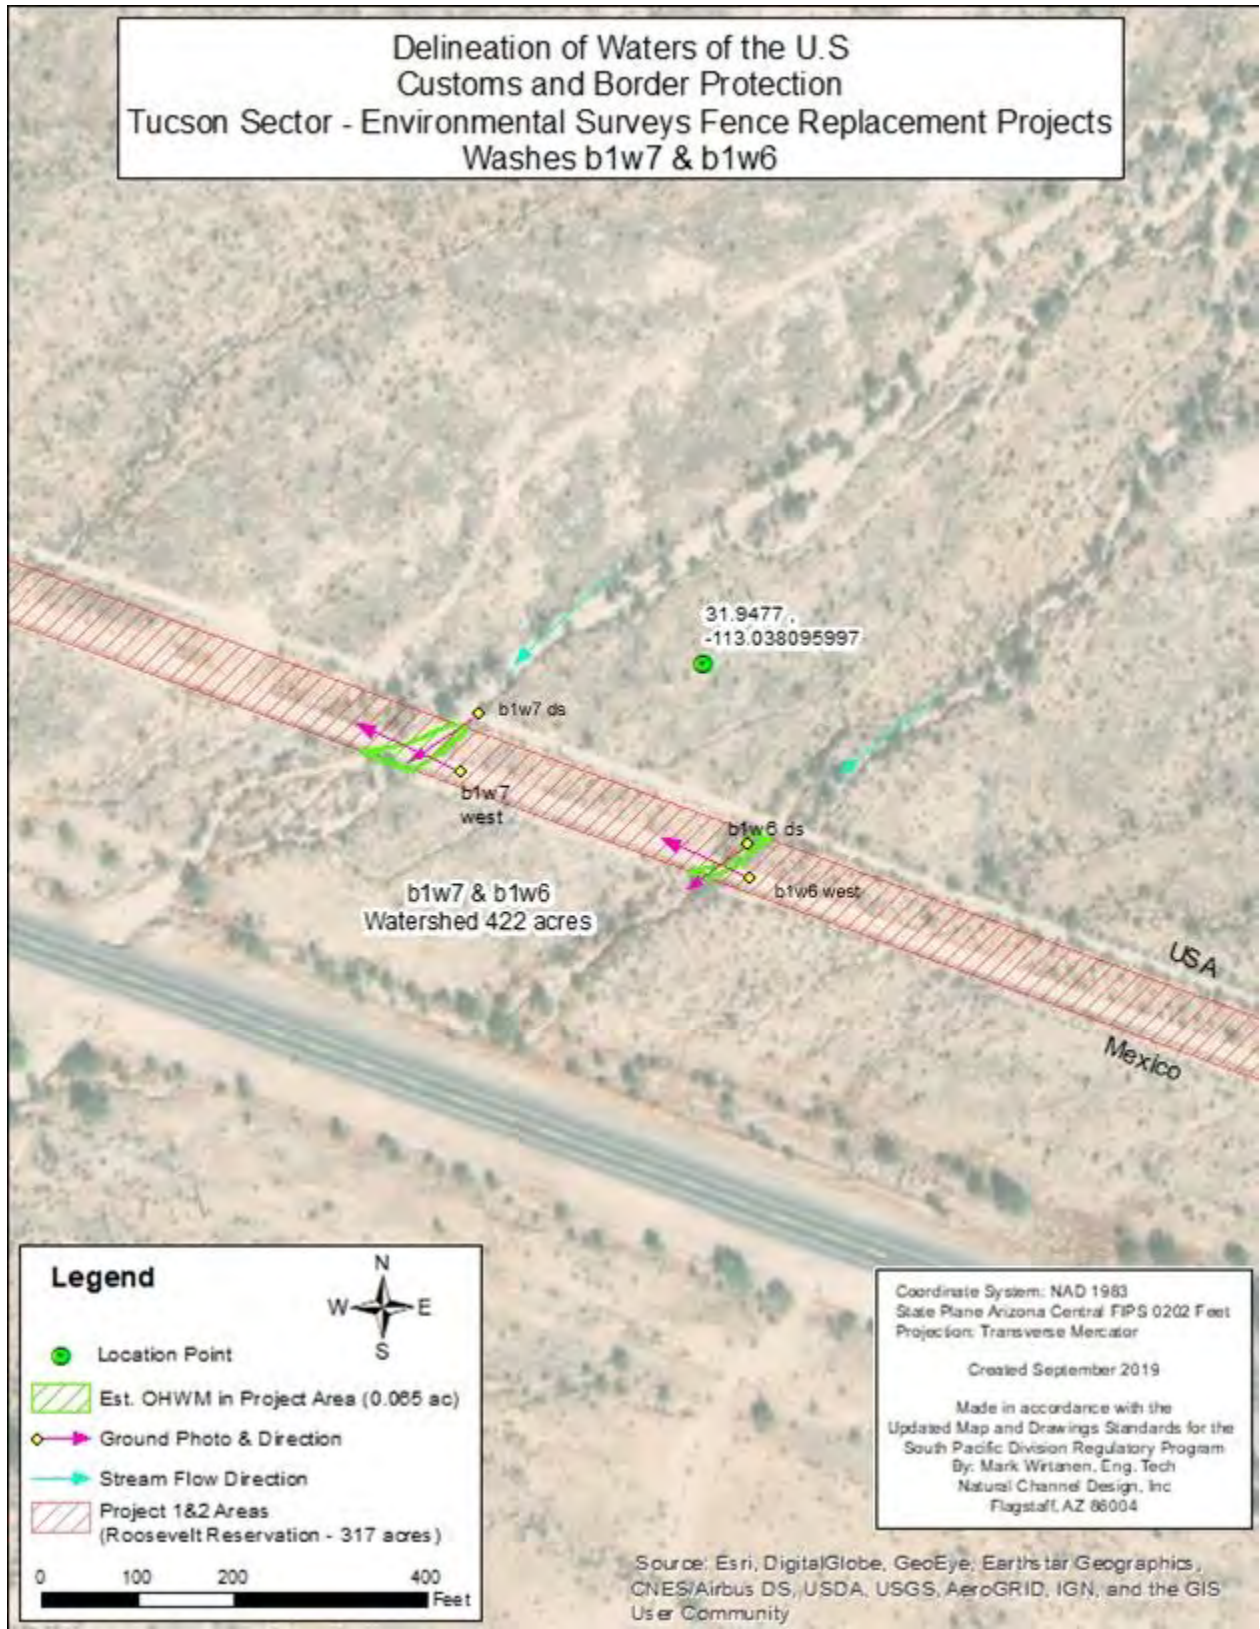 Delineation of Waters of the U.S
Customs and Border Protection
Tucson Sector - Environmental Surveys Fence Replacement Projects
Washes b1w7 & b1w6
31.9477 ,
-113.038095997
b1w7 ds
b1w7
west
b1w6 ds
b1w6 west
b1w7 & b1w6
Watershed 422 acres
USA
Mexico
Legend
N
W
E
S
Location Point
Est. OHWM in Project Area (0.065 ac)
Ground Photo & Direction
Stream Flow Direction
Project 1&2 Areas
(Roosevelt Reservation - 317 acres)
0 100 200 400
Feet
Coordinate System: NAD 1983
State Plane Arizona Central FIPS 0202 Feet
Projection: Transverse Mercator
Created September 2019
Made in accordance with the
Updated Map and Drawings Standards for the
South Pacific Division Regulatory Program
By: Mark Wirtanen, Eng. Tech
Natural Channel Design, Inc
Flagstaff, AZ 86004
Source: Esri, DigitalGlobe, GeoEye, Earthstar Geographics,
CNES/Airbus DS, USDA, USGS, AeroGRID, IGN, and the GIS
User Community